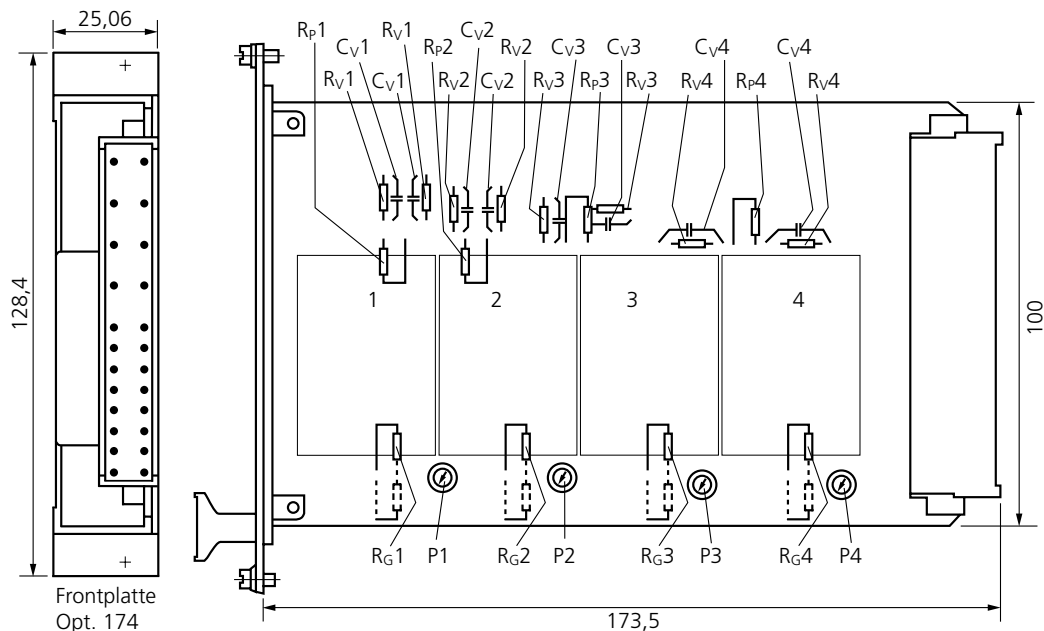 25,06
128,4
Frontplatte
Opt. 174
RP1
CV1
RV1
RP2
CV2
RV2
CV3
CV3
CV4
CV4
RV1
CV1
RV2
CV2
RV3
RP3
RV3
RV4
RP4
RV4
1
2
3
4
100
RG1
P1
RG2
P2
RG3
P3
RG4
P4
173,5